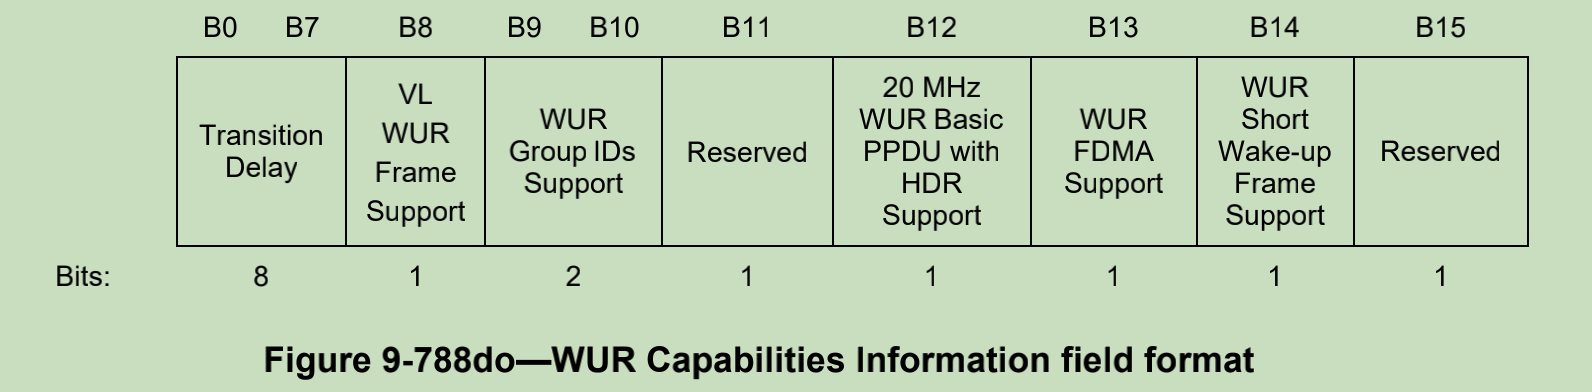 B0 B7 B8 B9 B10 B11 B12 B13 B14 B15
Transition
Delay
VL
WUR
Frame
Support
WUR
Group IDs
Support
Reserved
20 MHz
WUR Basic
PPDU with
HDR
Support
WUR
FDMA
Support
WUR
Short
Wake-up
Frame
Support
Reserved
Bits: 8 1 2 1 1 1 1 1
Figure 9-788do—WUR Capabilities Information field format